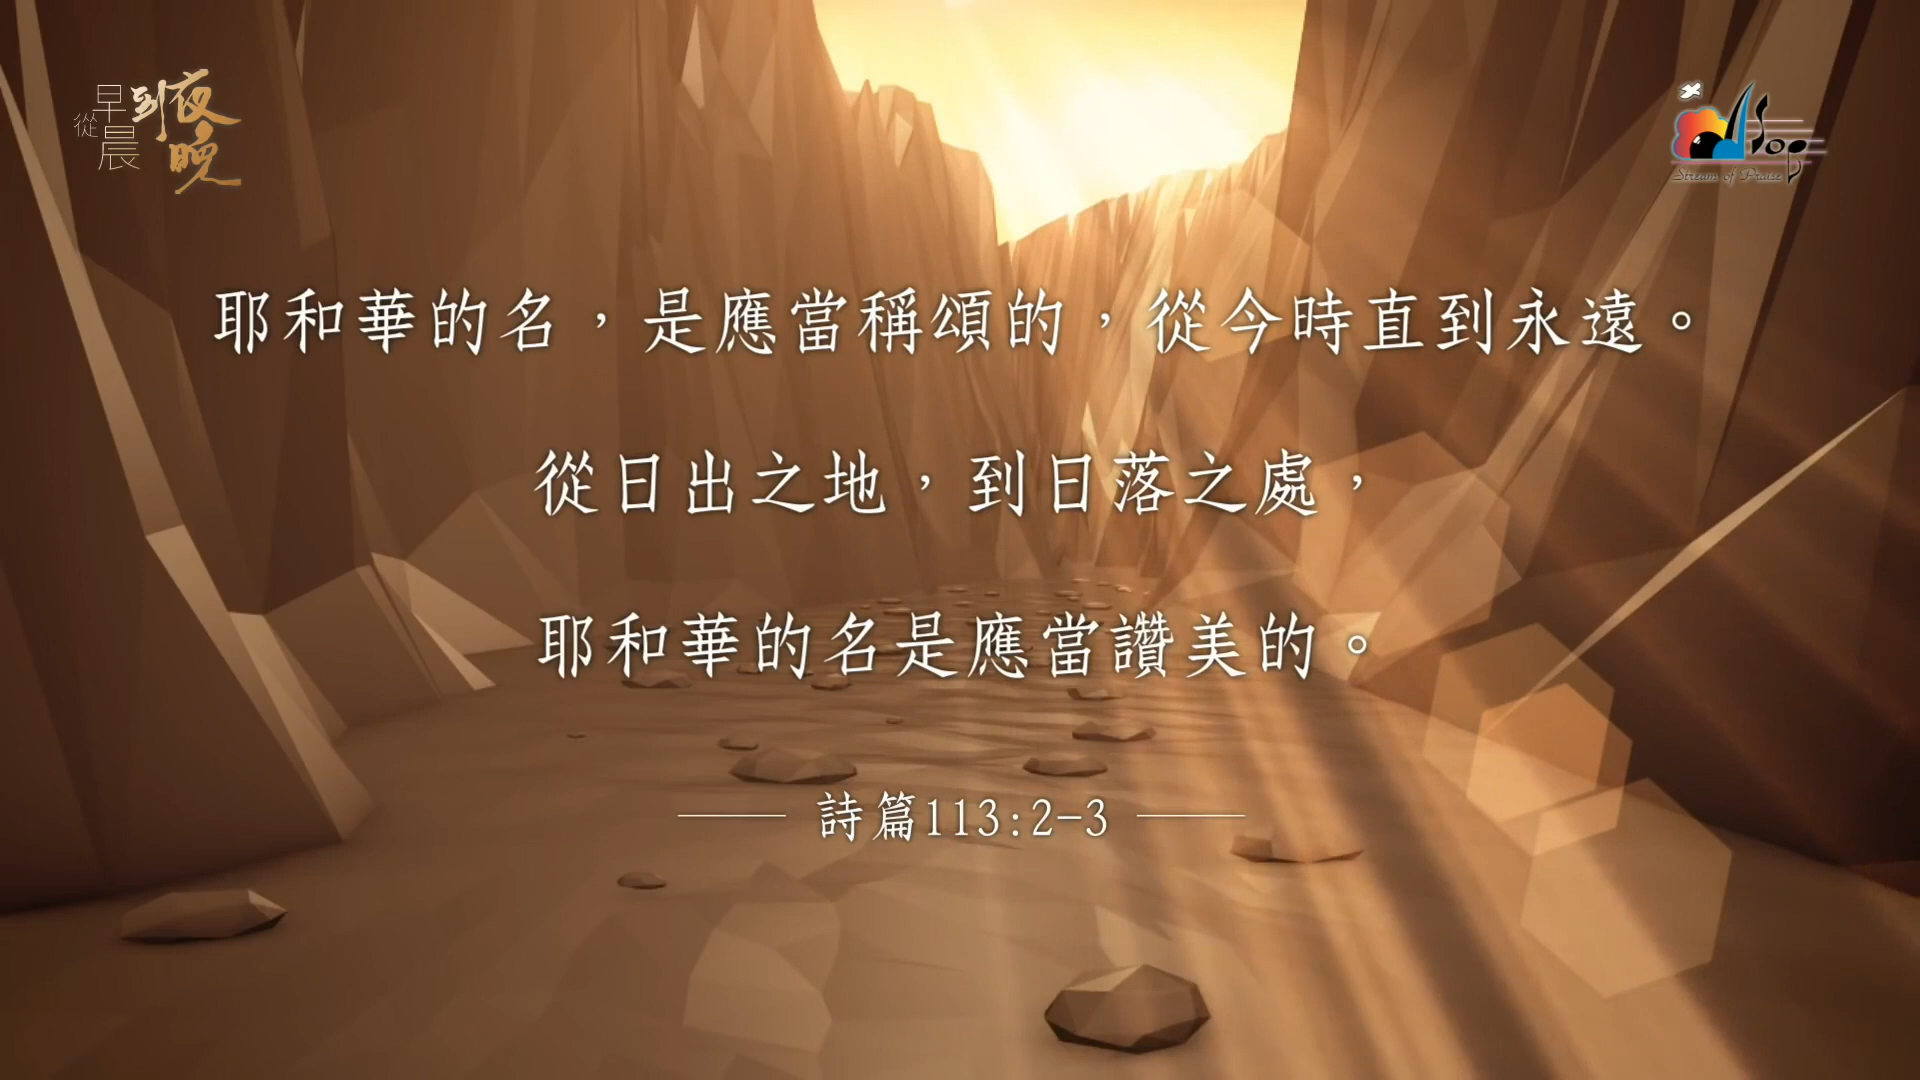 從早晨到夜晚
SOP
Stream of Praise
耶和華的名，是應當稱頌的，從今時直到永遠。
從日出之地，到日落之處，
耶和華的名是應當讚美的。
詩篇113:2-3